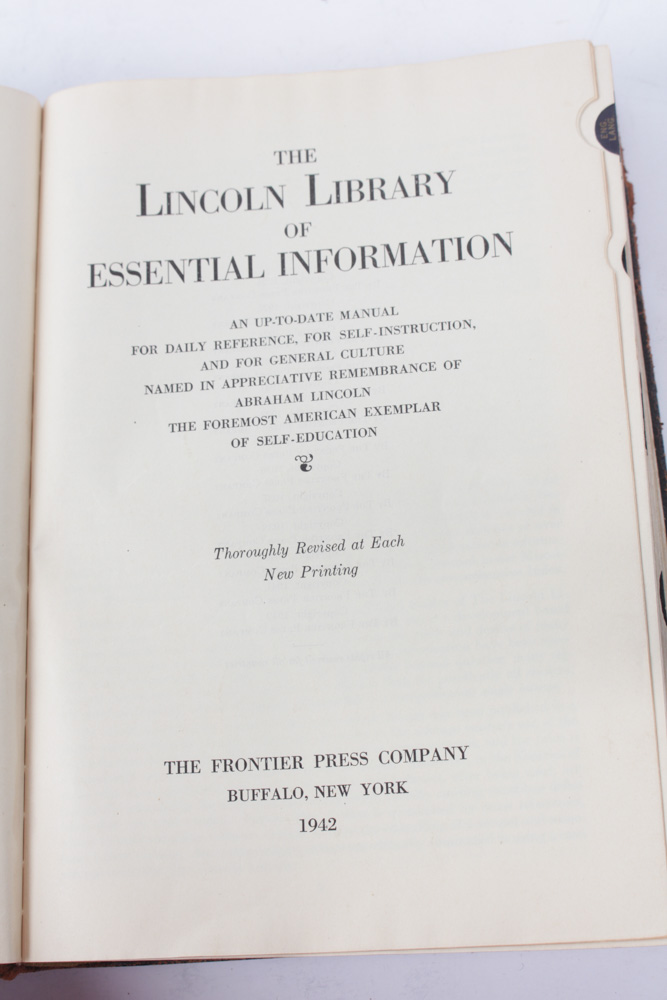 THE
LINCOLN LIBRARY
OF
ESSENTIAL INFORMATION
AN UP-TO-DATE MANUAL
FOR DAILY REFERENCE, FOR SELF-INSTRUCTION,
AND FOR GENERAL CULTURE
NAMED IN APPRECIATIVE REMEMBRANCE OF
ABRAHAM LINCOLN
THE FOREMOST AMERICAN EXEMPLAR
OF SELF-EDUCATION
Thoroughly Revised at Each
New Printing
THE FRONTIER PRESS COMPANY
BUFFALO, NEW YORK
1942
ENG.
LANG.